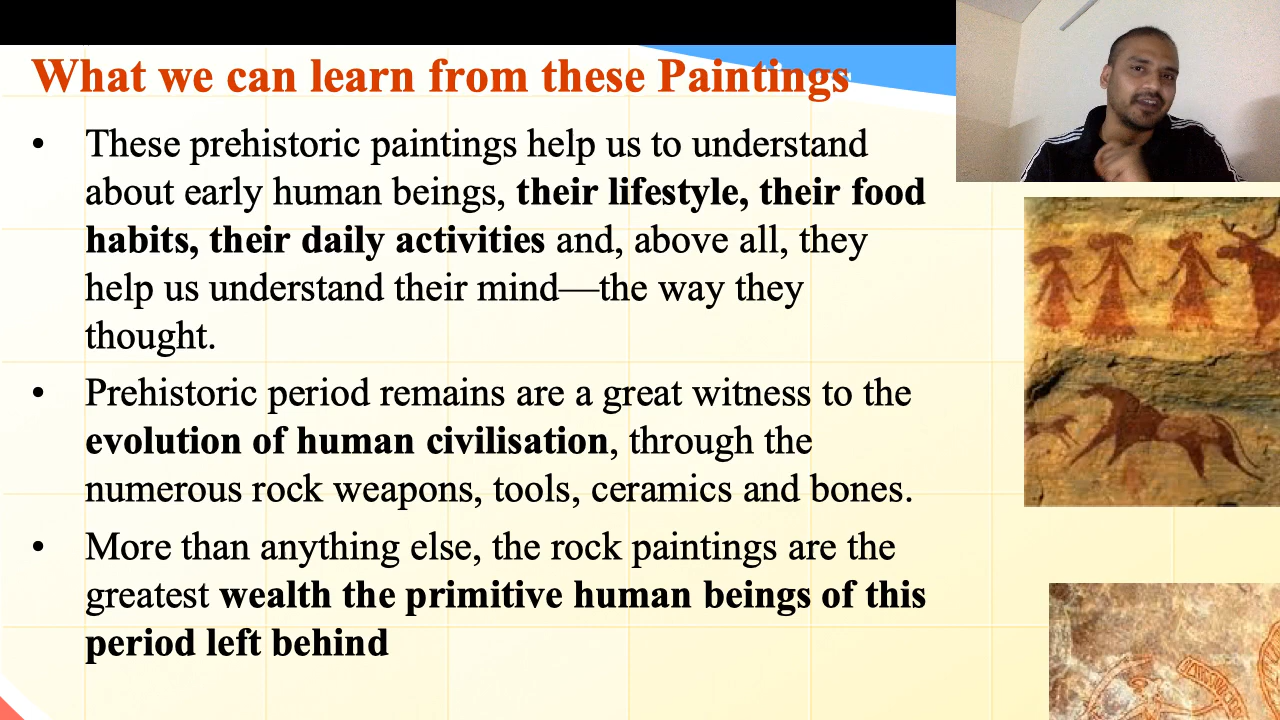 What we can learn from these Paintings
• These prehistoric paintings help us to understand
about early human beings, their lifestyle, their food
habits, their daily activities and, above all, they
help us understand their mind—the way they
thought.
• Prehistoric period remains are a great witness to the
evolution of human civilisation, through the
numerous rock weapons, tools, ceramics and bones.
• More than anything else, the rock paintings are the
greatest wealth the primitive human beings of this
period left behind